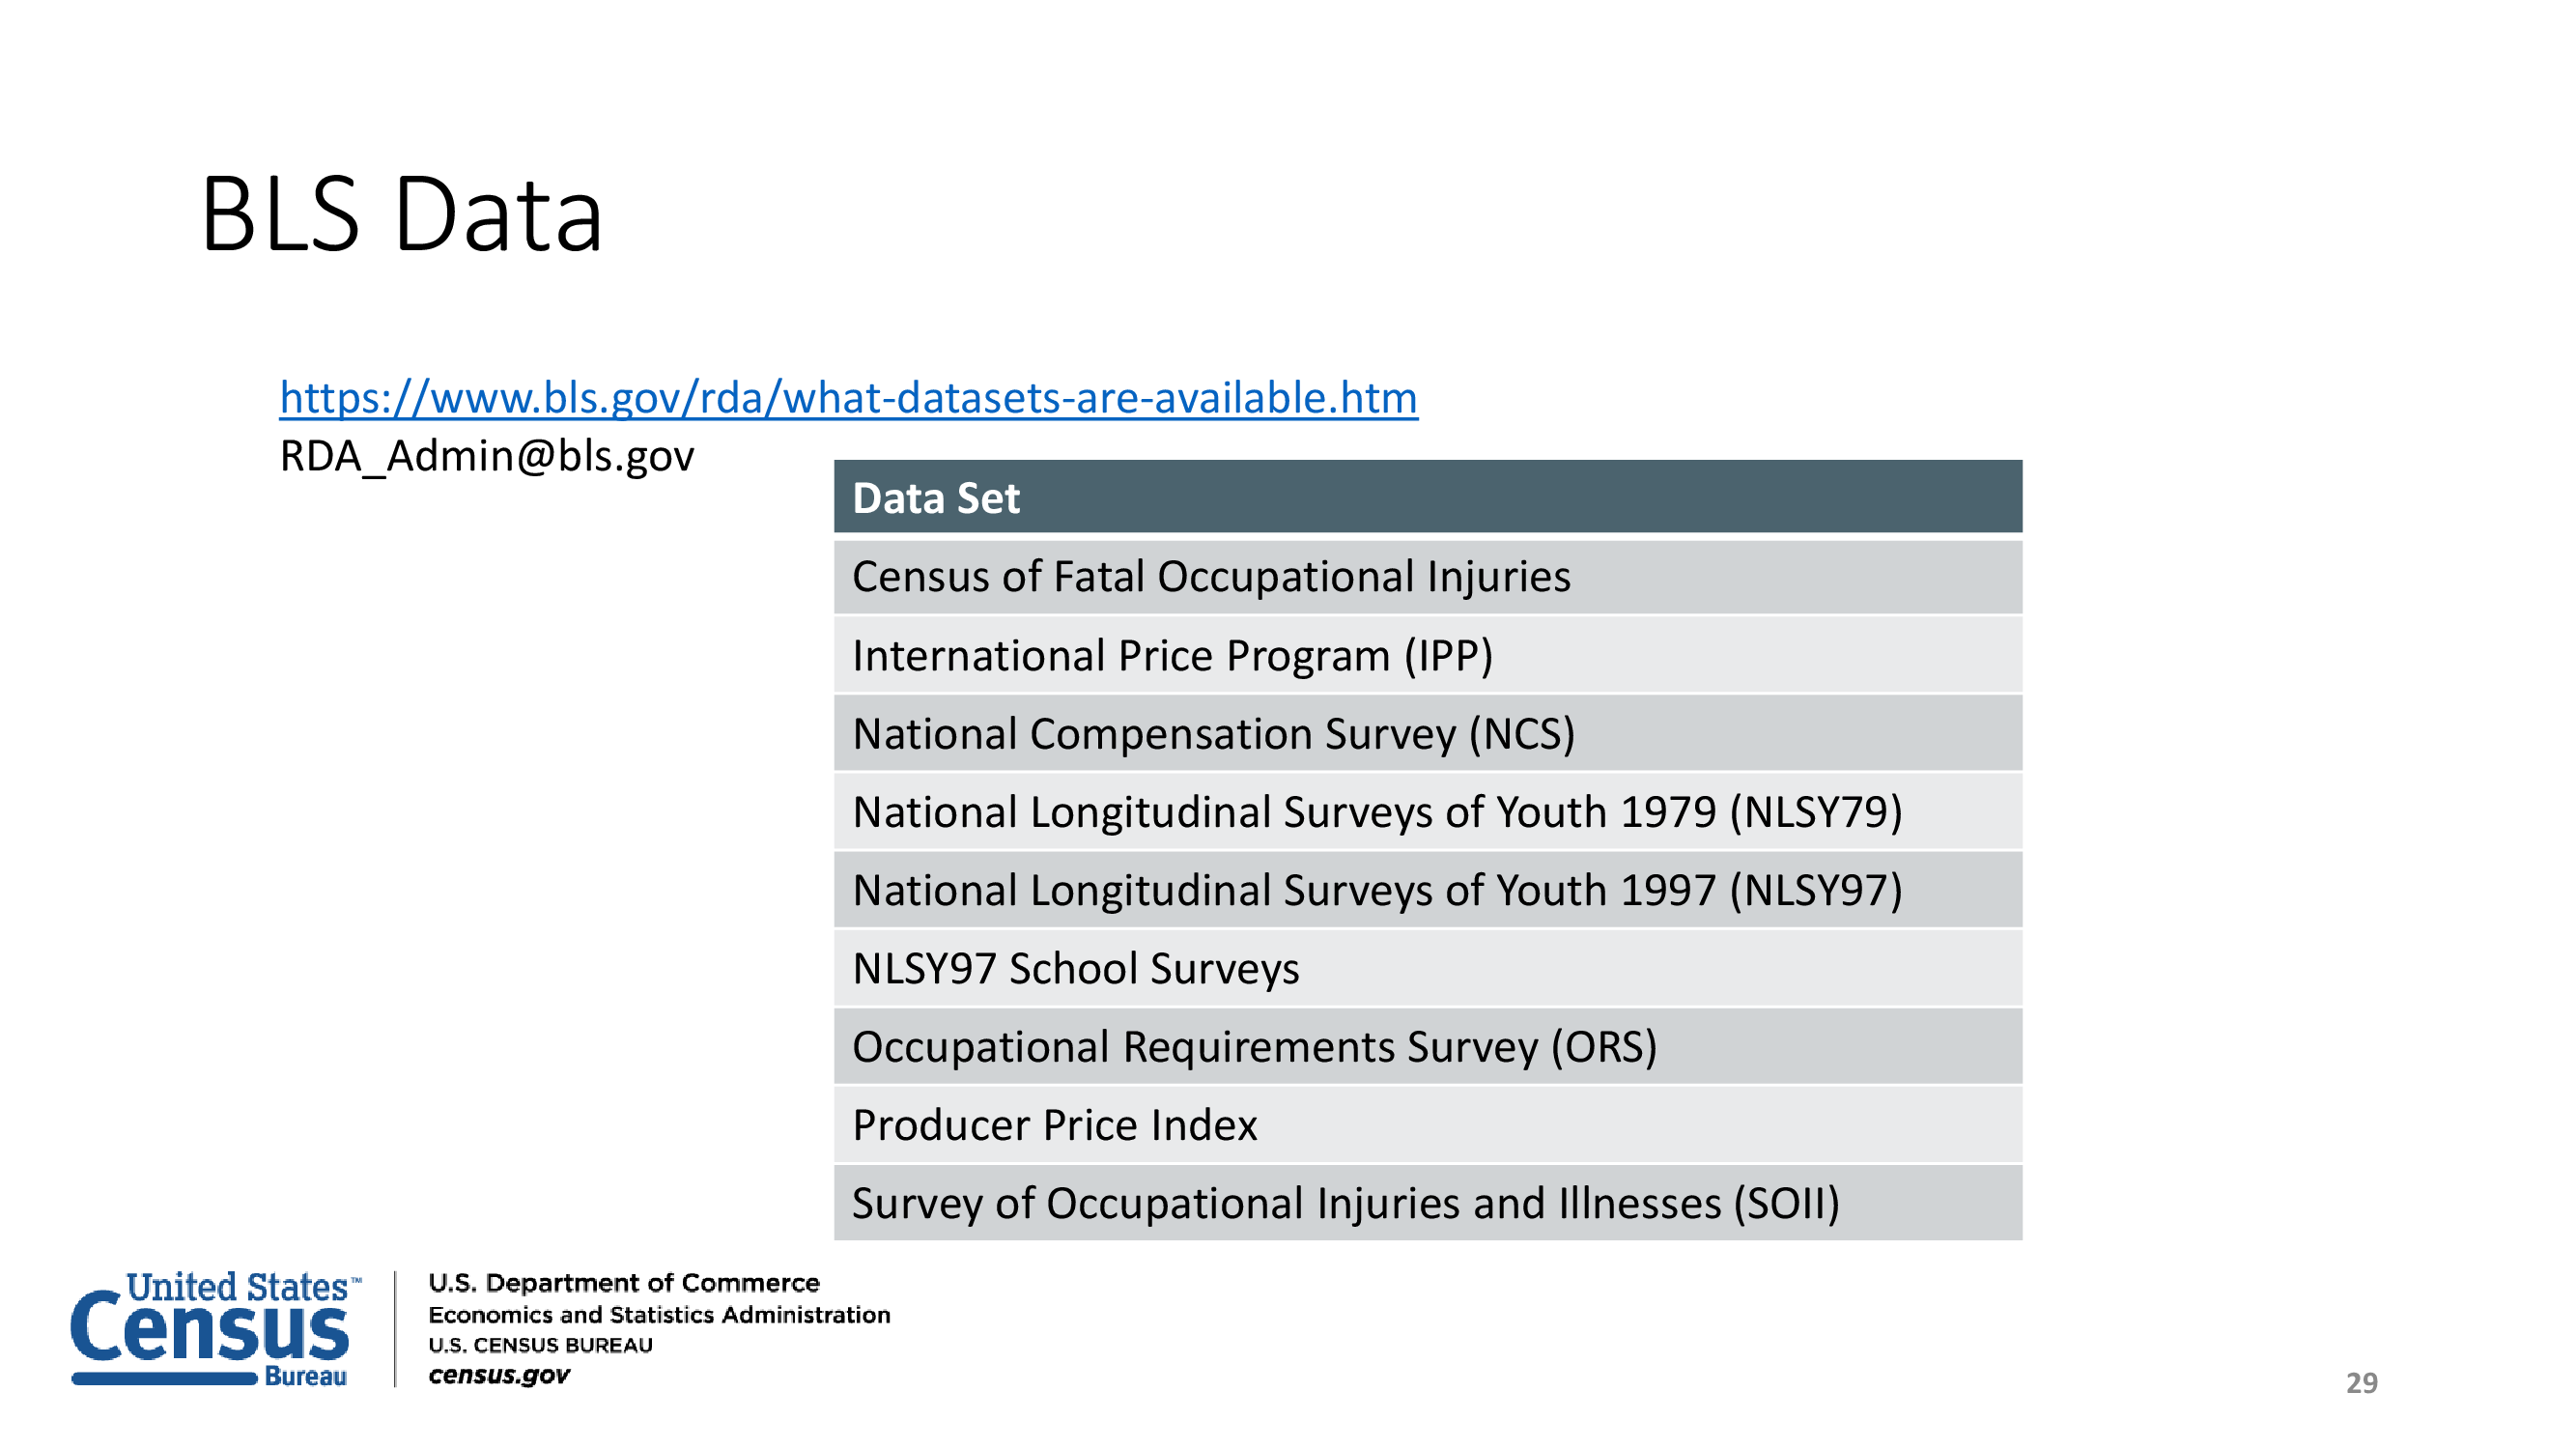 BLS Data
https://www.bls.gov/rda/what-datasets-are-available.htm
RDA_Admin@bls.gov
Data Set
Census of Fatal Occupational Injuries
International Price Program (IPP)
National Compensation Survey (NCS)
National Longitudinal Surveys of Youth 1979 (NLSY79)
National Longitudinal Surveys of Youth 1997 (NLSY97)
NLSY97 School Surveys
Occupational Requirements Survey (ORS)
Producer Price Index
Survey of Occupational Injuries and Illnesses (SOII)
United States™
Census
Bureau
U.S. Department of Commerce
Economics and Statistics Administration
U.S. CENSUS BUREAU
census.gov
29